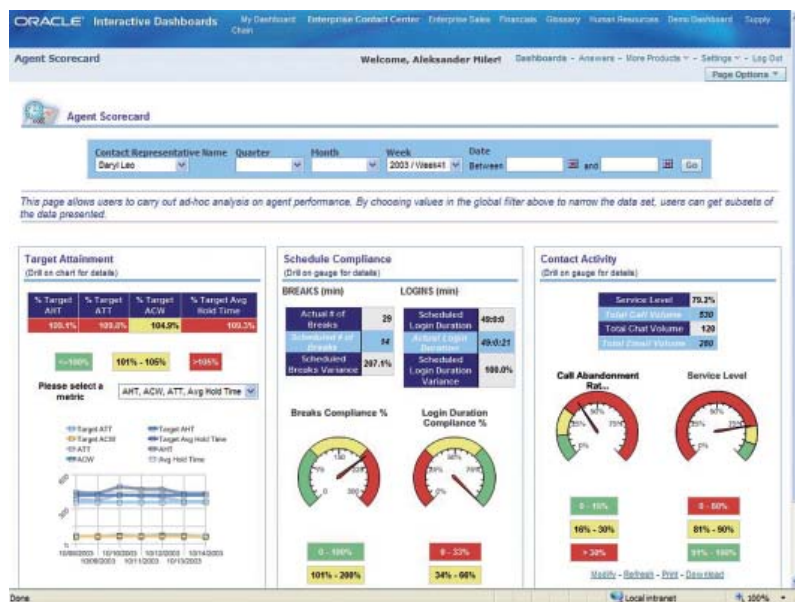 ORACLE Interactive Dashboards My Dashboard Enterprise Contact Center Enterprise Sales Financials Glossary Human Resources Demo Dashboard Supply
Chain
Agent Scorecard Welcome, Aleksander Miler! Dashboards - Answers - More Products - Settings - Log Out
Page Options
Agent Scorecard
Contact Representative Name Quarter Month Week Date
Daryl Leo 2003 / Week41 Between and Go
This page allows users to carry out ad-hoc analysis on agent performance. By choosing values in the global filter above to narrow the data set, users can get subsets of
the data presented.
Target Attainment
(Drill on chart for details)
% Target AHT % Target ATT % Target ACW % Target Avg Hold Time
104.9% 109.3%
<=100% 101% - 105% >105%
Please select a metric AHT, ACW, ATT, Avg Hold Time
Target ATT Target AHT
Target ACW Target Avg Hold Time
ATT AHT
ACW Avg Hold Time
10/08/2003 10/10/2003 10/12/2003 10/14/2003
10/09/2003 10/11/2003 10/13/2003
Schedule Compliance
(Drill on gauge for details)
BREAKS (min) LOGINS (min)
Actual # of Breaks 29
Scheduled # of Breaks 14
Scheduled Breaks Variance 207.1%
Scheduled Login Duration 49:0:0
Actual Login Duration 49:0:21
Scheduled Login Duration Variance 100.0%
Breaks Compliance % Login Duration Compliance %
0 - 100% 0 - 33%
101% - 200% 34% - 66%
Contact Activity
(Drill on gauge for details)
Service Level 79.2%
Total Call Volume 530
Total Chat Volume 120
Total Email Volume 280
Call Abandonment Rat... Service Level
0 - 15% 0 - 80%
16% - 30% 81% - 90%
> 30% 91% - 100%
Modify - Refresh - Print - Download
Done Local intranet 100%